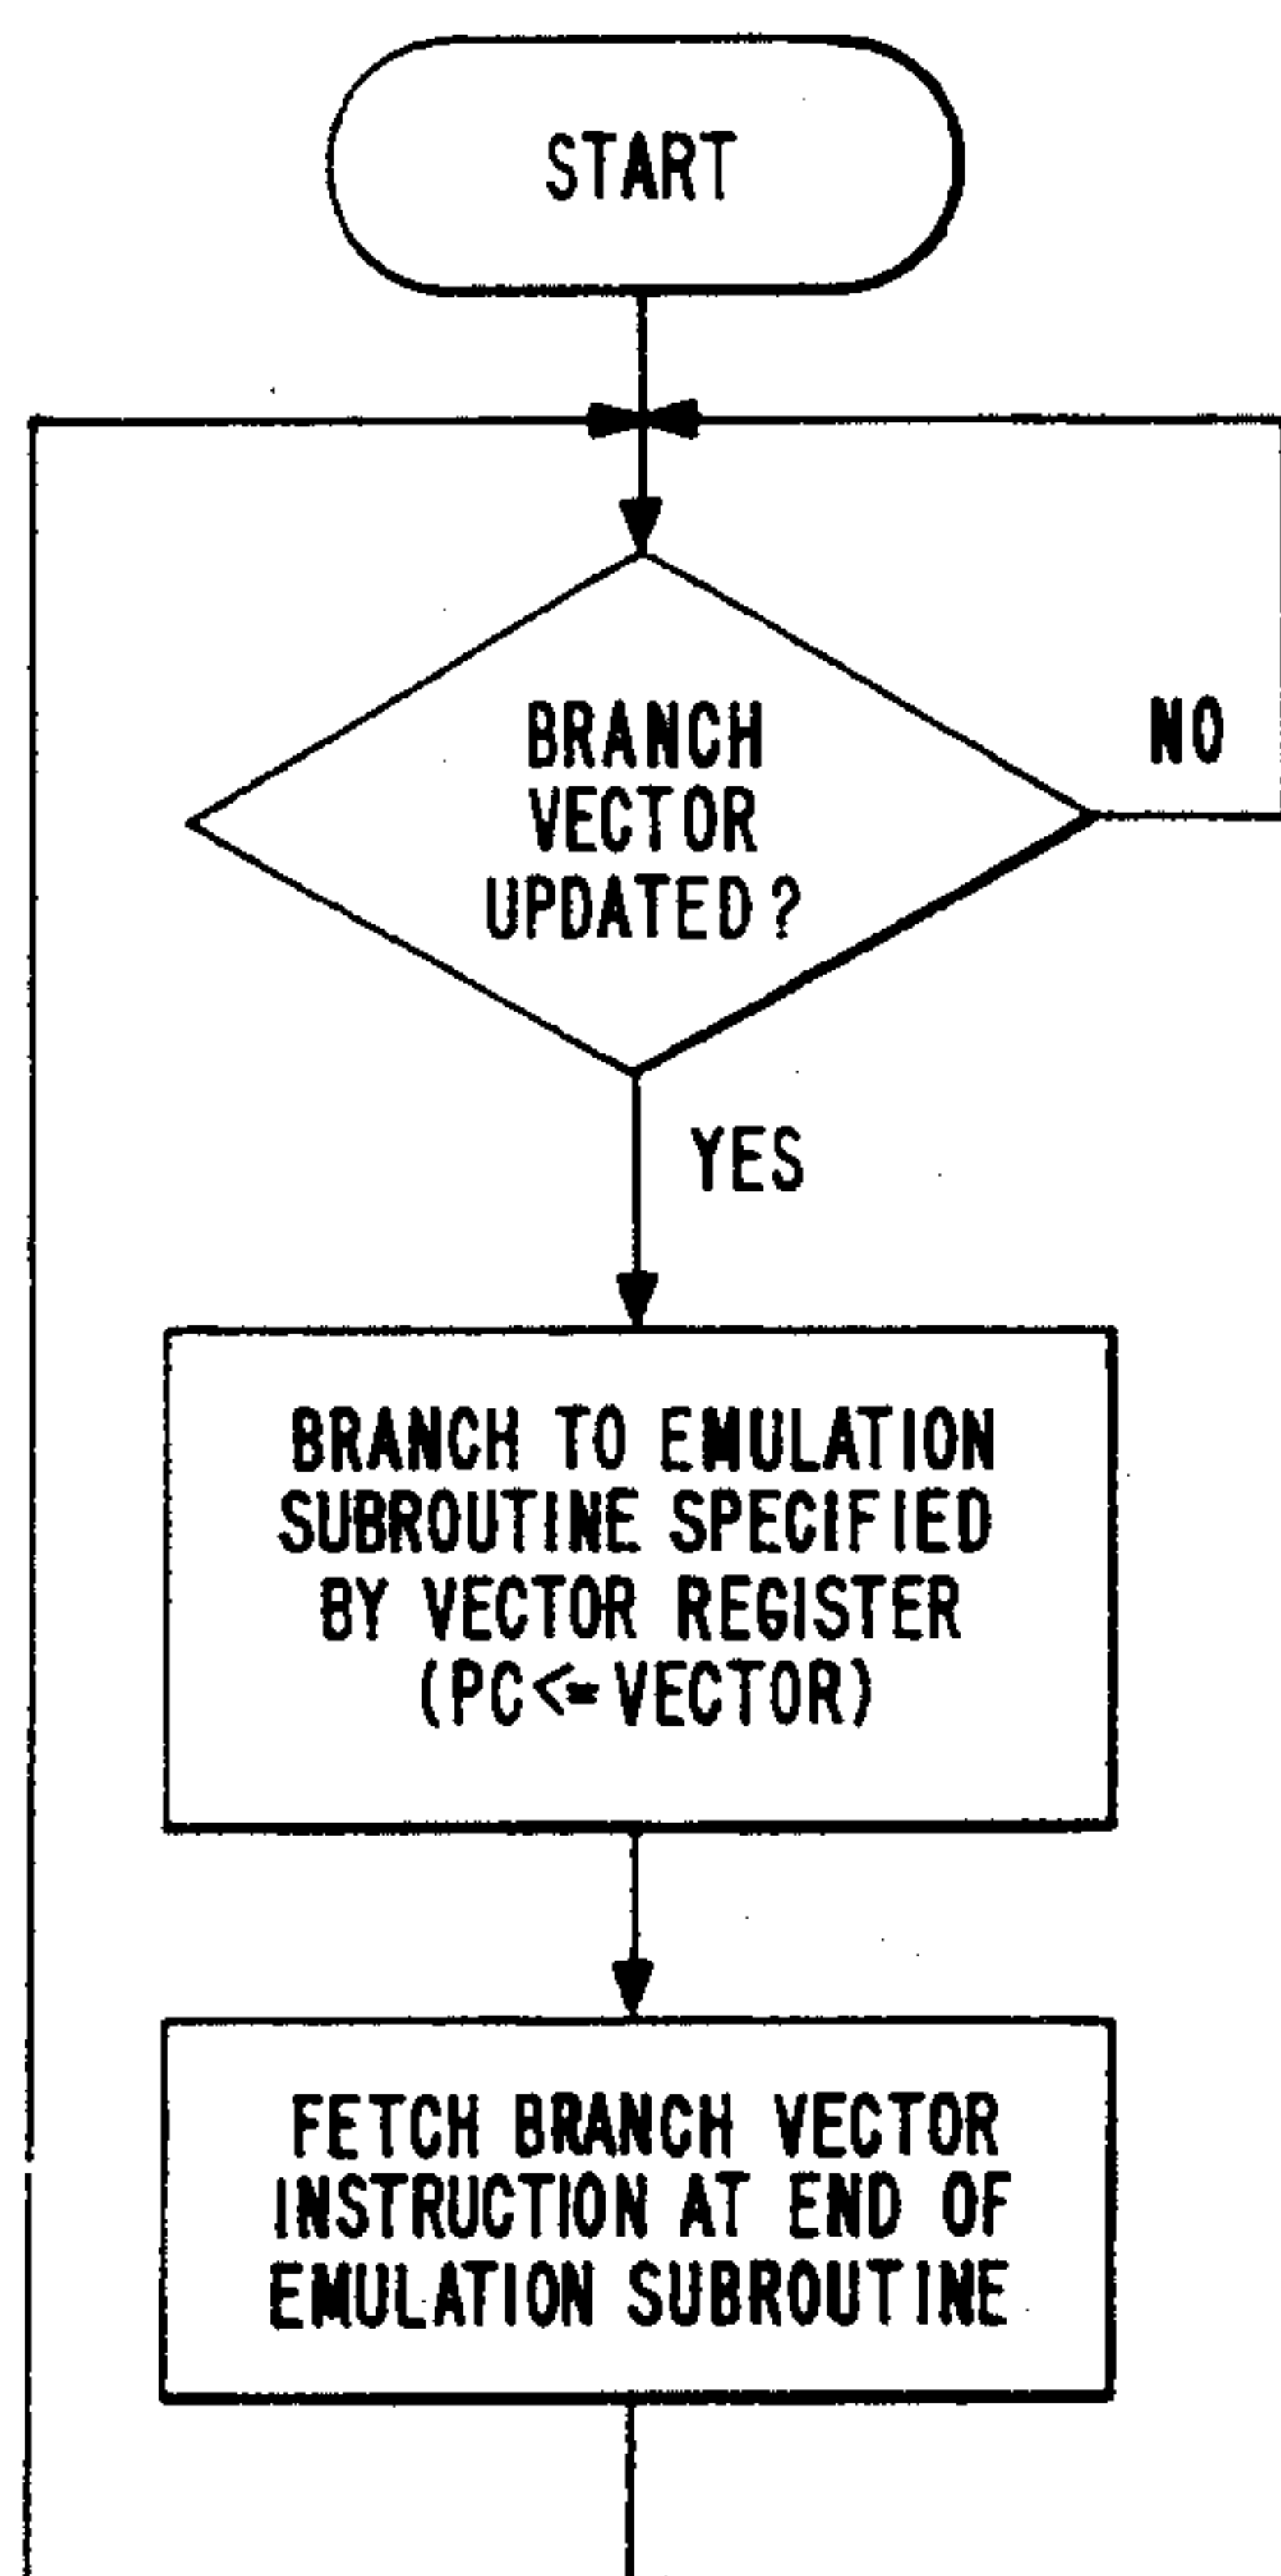 START
BRANCH
VECTOR
UPDATED?
NO
YES
BRANCH TO EMULATION
SUBROUTINE SPECIFIED
BY VECTOR REGISTER
(PC<=VECTOR)
FETCH BRANCH VECTOR
INSTRUCTION AT END OF
EMULATION SUBROUTINE